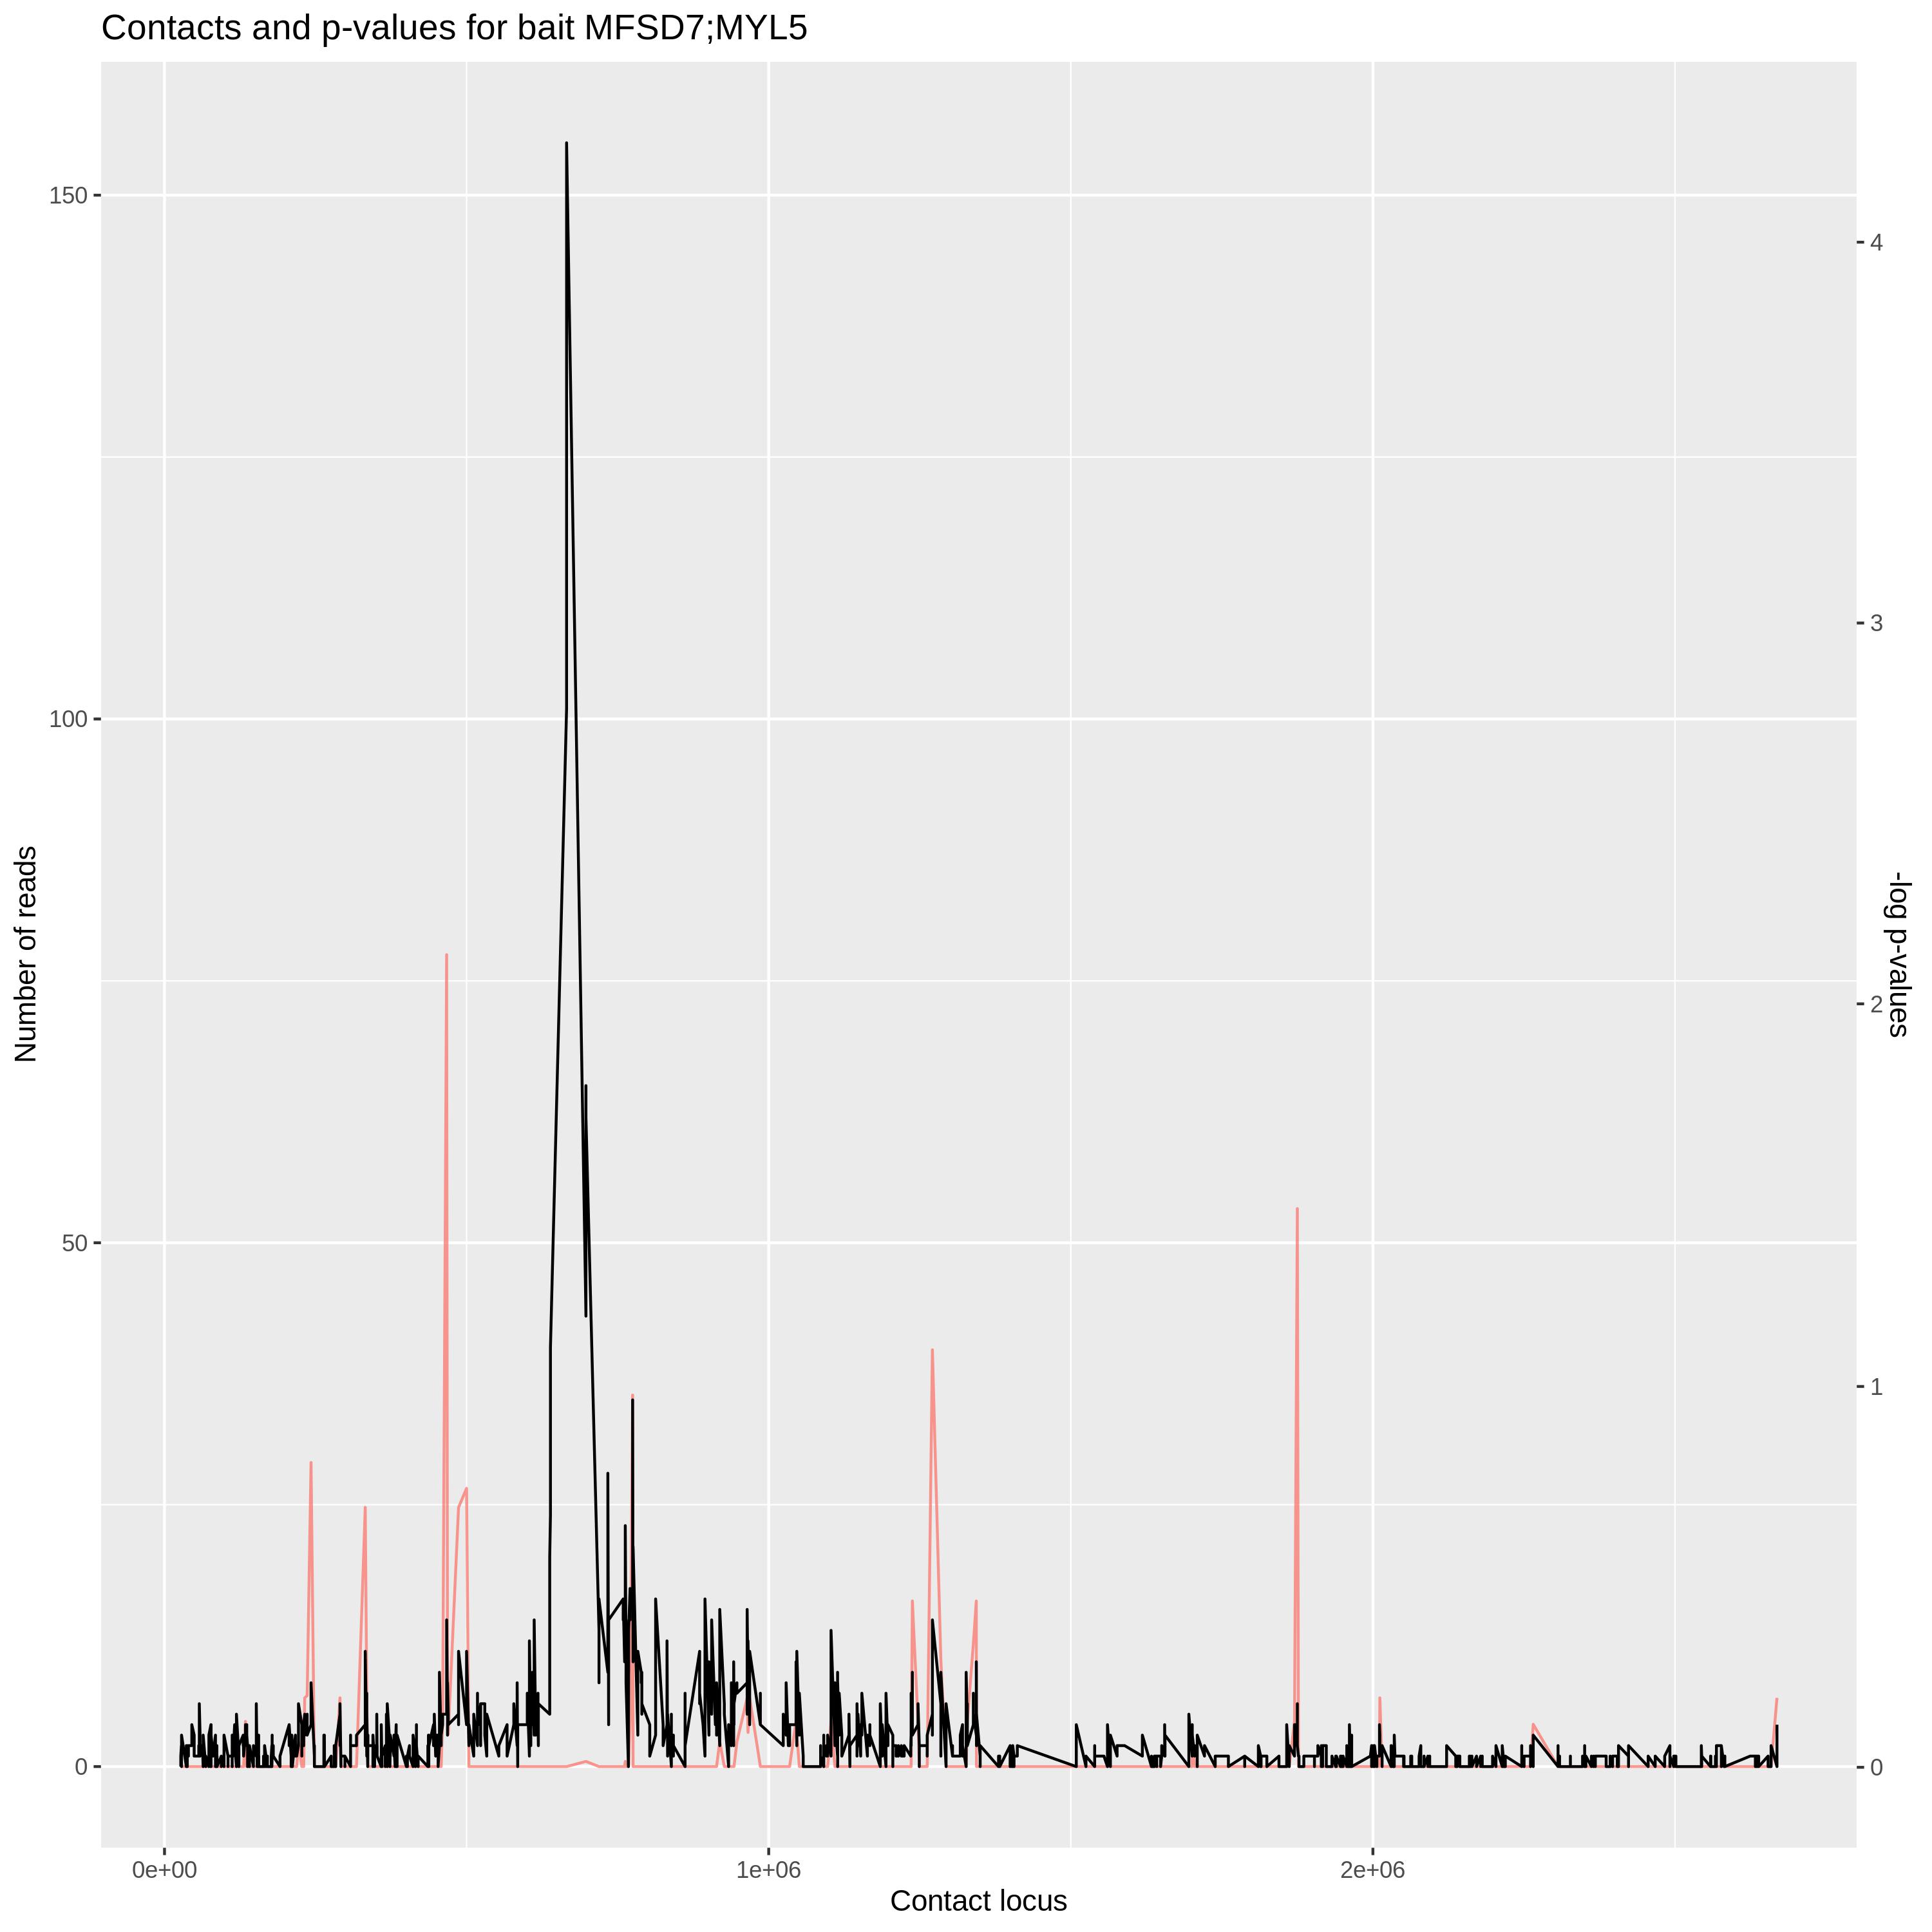 Contacts and p-values for bait MFSD7;MYL5
150
100
50
0
Number of reads
4
3
2
1
0
-log p-values
0e+00
1e+06
2e+06
Contact locus